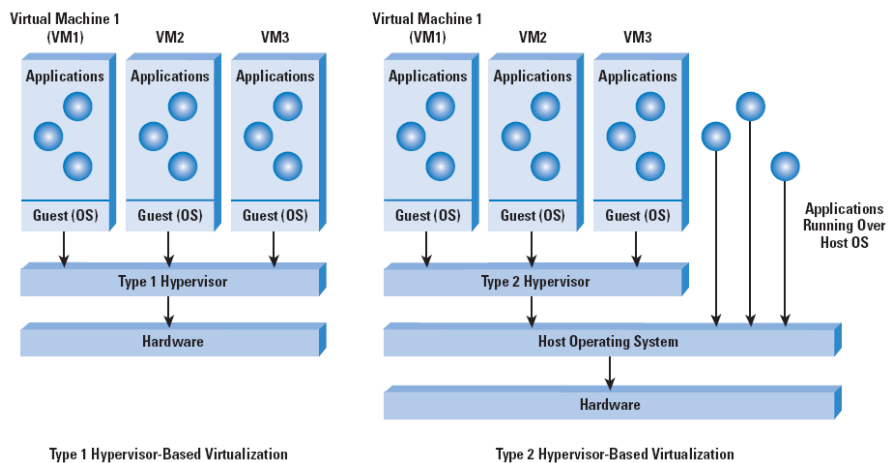 Virtual Machine 1
(VM1)
VM2
VM3
Applications
Applications
Applications
Guest (OS)
Guest (OS)
Guest (OS)
Type 1 Hypervisor
Hardware
Type 1 Hypervisor-Based Virtualization
Virtual Machine 1
(VM1)
VM2
VM3
Applications
Applications
Applications
Guest (OS)
Guest (OS)
Guest (OS)
Applications
Running Over
Host OS
Type 2 Hypervisor
Host Operating System
Hardware
Type 2 Hypervisor-Based Virtualization